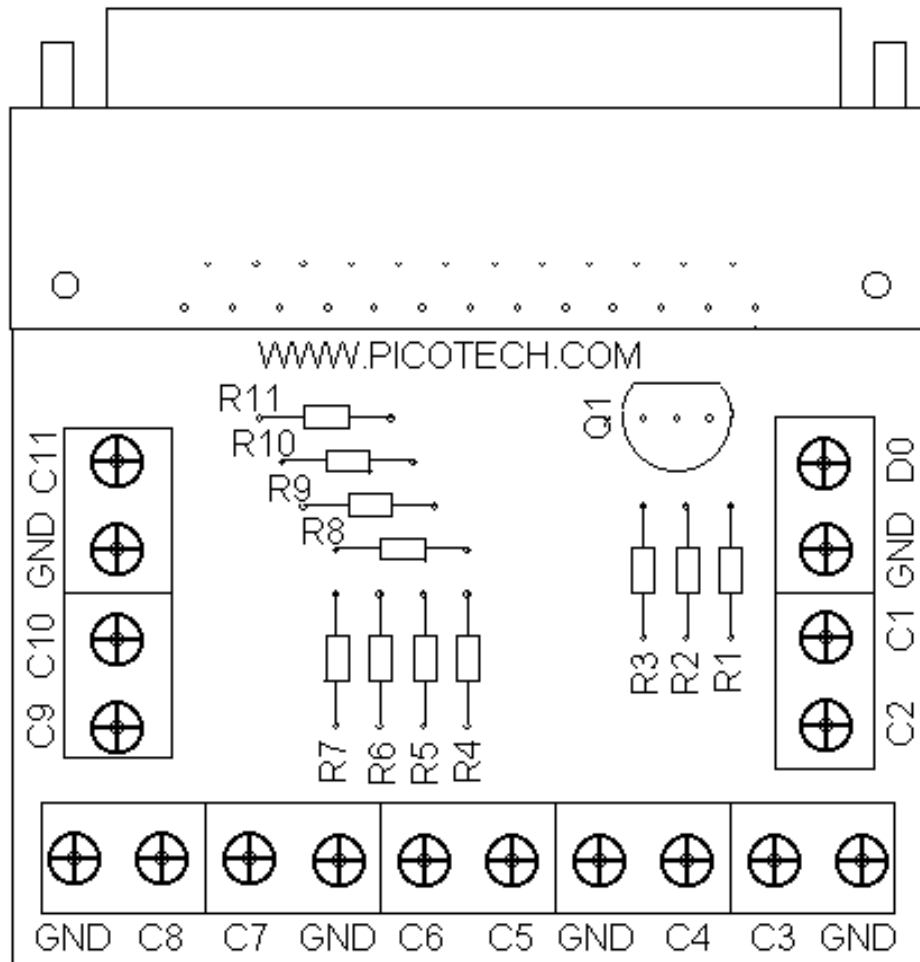 WWW.PICOTECH.COM
R11
R10
R9
R8
Q1
C11
GND
C10
C9
D0
GND
C1
C2
R3
R2
R1
R7
R6
R5
R4
GND C8 C7 GND C6 C5 GND C4 C3 GND